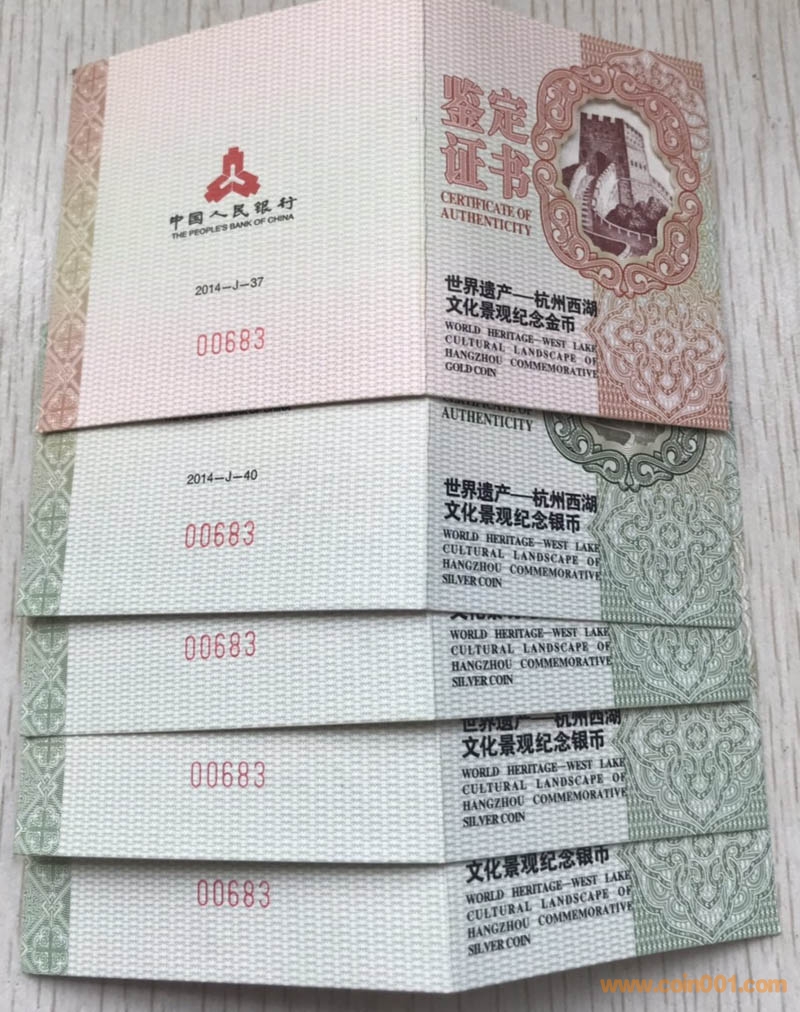 中国人民银行
THE PEOPLE'S BANK OF CHINA
2014-J-37
00683
鉴定
证书
CERTIFICATE OF
AUTHENTICITY
世界遗产—杭州西湖
文化景观纪念金币
WORLD HERITAGE-WEST LAKE
CULTURAL LANDSCAPE OF
HANGZHOU COMMEMORATIVE
GOLD COIN
2014-J-40
00683
CERTIFICATE OF
AUTHENTICITY
世界遗产—杭州西湖
文化景观纪念银币
WORLD HERITAGE-WEST LAKE
CULTURAL LANDSCAPE OF
HANGZHOU COMMEMORATIVE
SILVER COIN
00683
WORLD HERITAGE-WEST LAKE
CULTURAL LANDSCAPE OF
HANGZHOU COMMEMORATIVE
SILVER COIN
00683
世界遗产—杭州西湖
文化景观纪念银币
WORLD HERITAGE-WEST LAKE
CULTURAL LANDSCAPE OF
HANGZHOU COMMEMORATIVE
SILVER COIN
00683
文化景观纪念银币
WORLD HERITAGE-WEST LAKE
CULTURAL LANDSCAPE OF
HANGZHOU COMMEMORATIVE
SILVER COIN
www.coin001.com